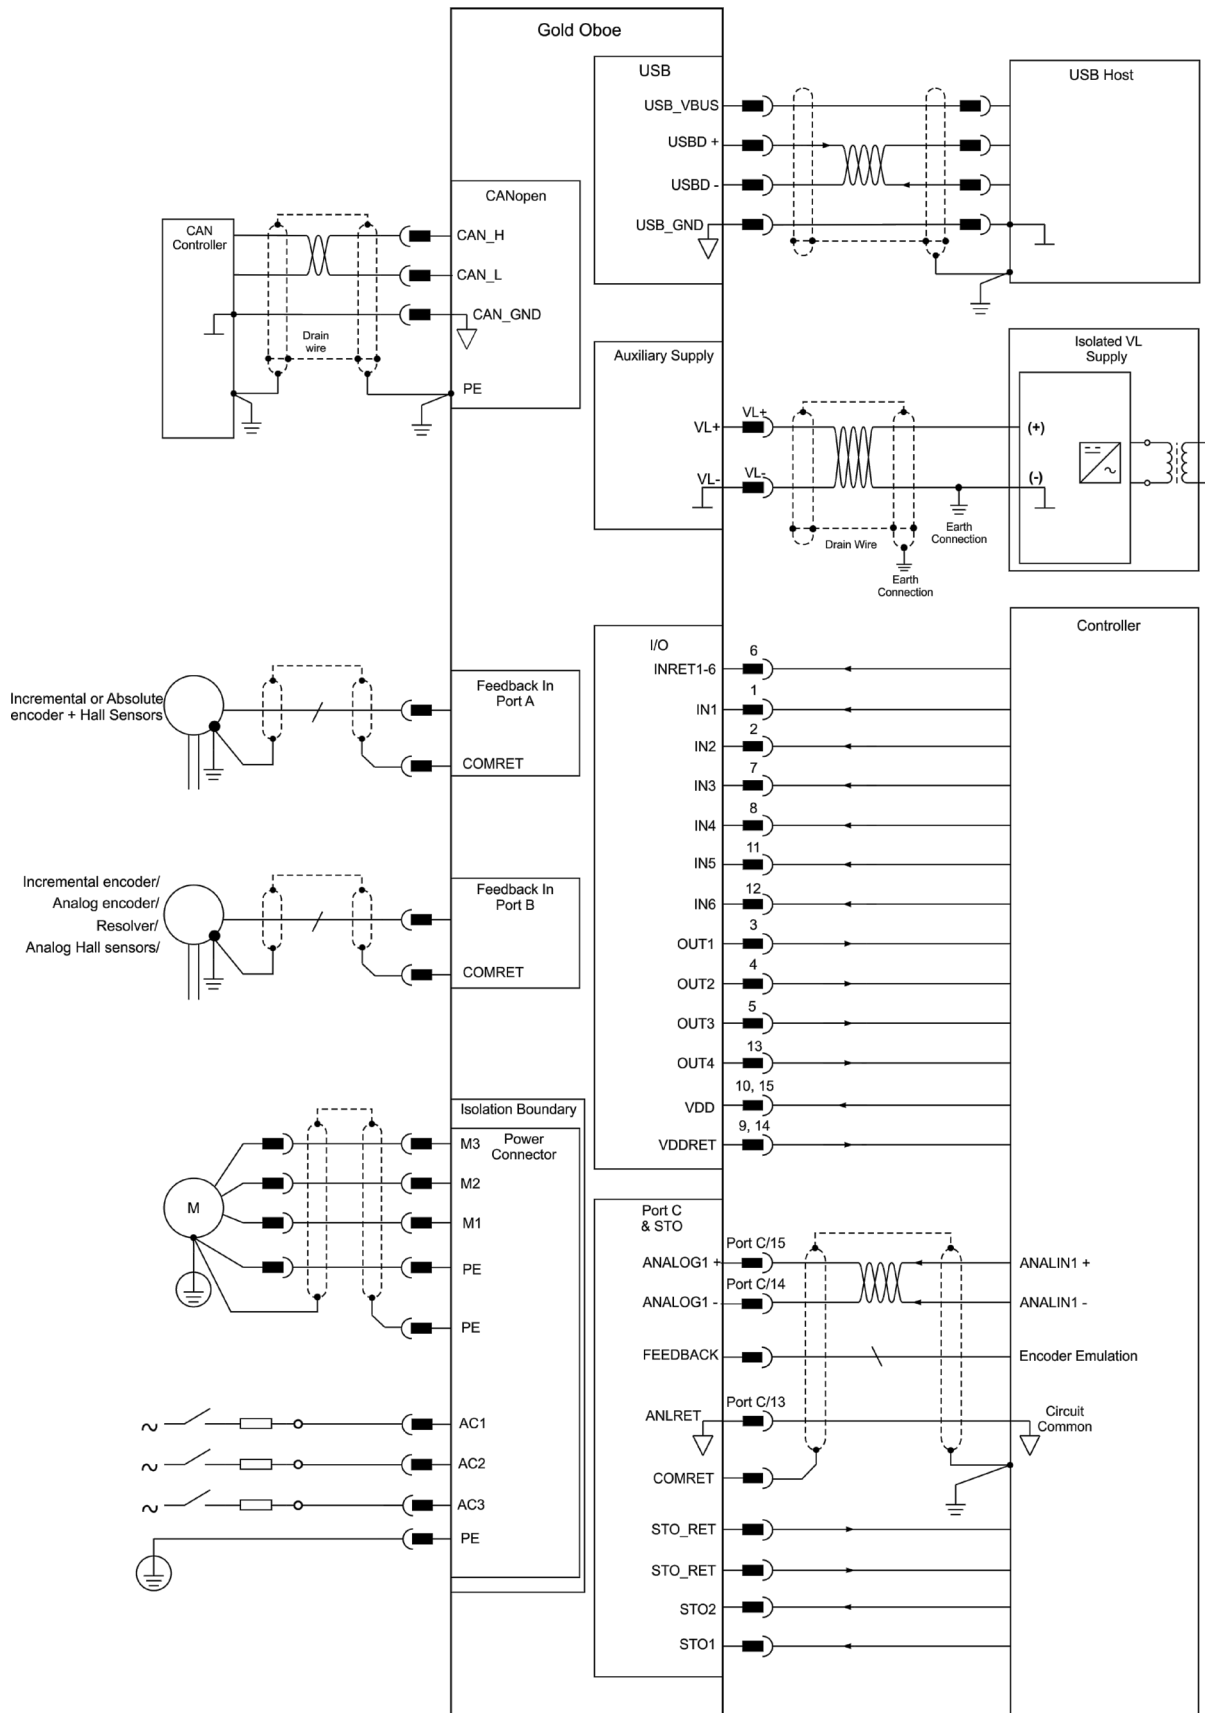 Gold Oboe
USB
USB_VBUS
USBD +
USBD -
USB_GND
USB Host
CANopen
CAN_H
CAN_L
CAN_GND
PE
CAN
Controller
Drain
wire
Auxiliary Supply
VL+
VL+
VL-
VL-
Drain Wire
Earth
Connection
Earth
Connection
Isolated VL
Supply
(+)
(-)
I/O
Controller
6
INRET1-6
1
IN1
2
IN2
7
IN3
8
IN4
11
IN5
12
IN6
3
OUT1
4
OUT2
5
OUT3
13
OUT4
10, 15
VDD
9, 14
VDDRET
Incremental or Absolute
encoder + Hall Sensors
Feedback In
Port A
COMRET
Incremental encoder/
Analog encoder/
Resolver/
Analog Hall sensors/
Feedback In
Port B
COMRET
Isolation Boundary
Power
Connector
M
M3
M2
M1
PE
PE
AC1
AC2
AC3
PE
Port C
& STO
Port C/15
ANALOG1 +
ANALIN1 +
Port C/14
ANALOG1 -
ANALIN1 -
FEEDBACK
Encoder Emulation
Port C/13
ANLRET
Circuit
Common
COMRET
STO_RET
STO_RET
STO2
STO1